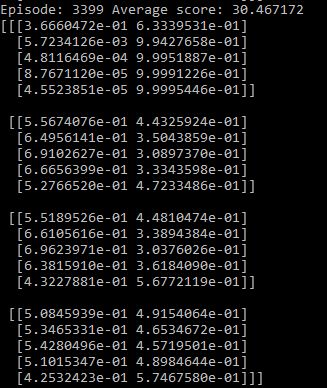 Episode: 3399 Average score: 30.467172
[[[3.6660472e-01 6.3339531e-01]
[5.7234126e-03 9.9427658e-01]
[4.8116469e-04 9.9951887e-01]
[8.7671120e-05 9.9991226e-01]
[4.5523851e-05 9.9995446e-01]]
[[5.5674076e-01 4.4325924e-01]
[6.4956141e-01 3.5043859e-01]
[6.9102627e-01 3.0897370e-01]
[6.6656399e-01 3.3343598e-01]
[5.2766520e-01 4.7233486e-01]]
[[5.5189526e-01 4.4810474e-01]
[6.6105616e-01 3.3894384e-01]
[6.9623971e-01 3.0376026e-01]
[6.3815910e-01 3.6184090e-01]
[4.3227881e-01 5.6772119e-01]]
[[5.0845939e-01 4.9154064e-01]
[5.3465331e-01 4.6534672e-01]
[5.4280496e-01 4.5719501e-01]
[5.1015347e-01 4.8984644e-01]
[4.2532423e-01 5.7467580e-01]]]